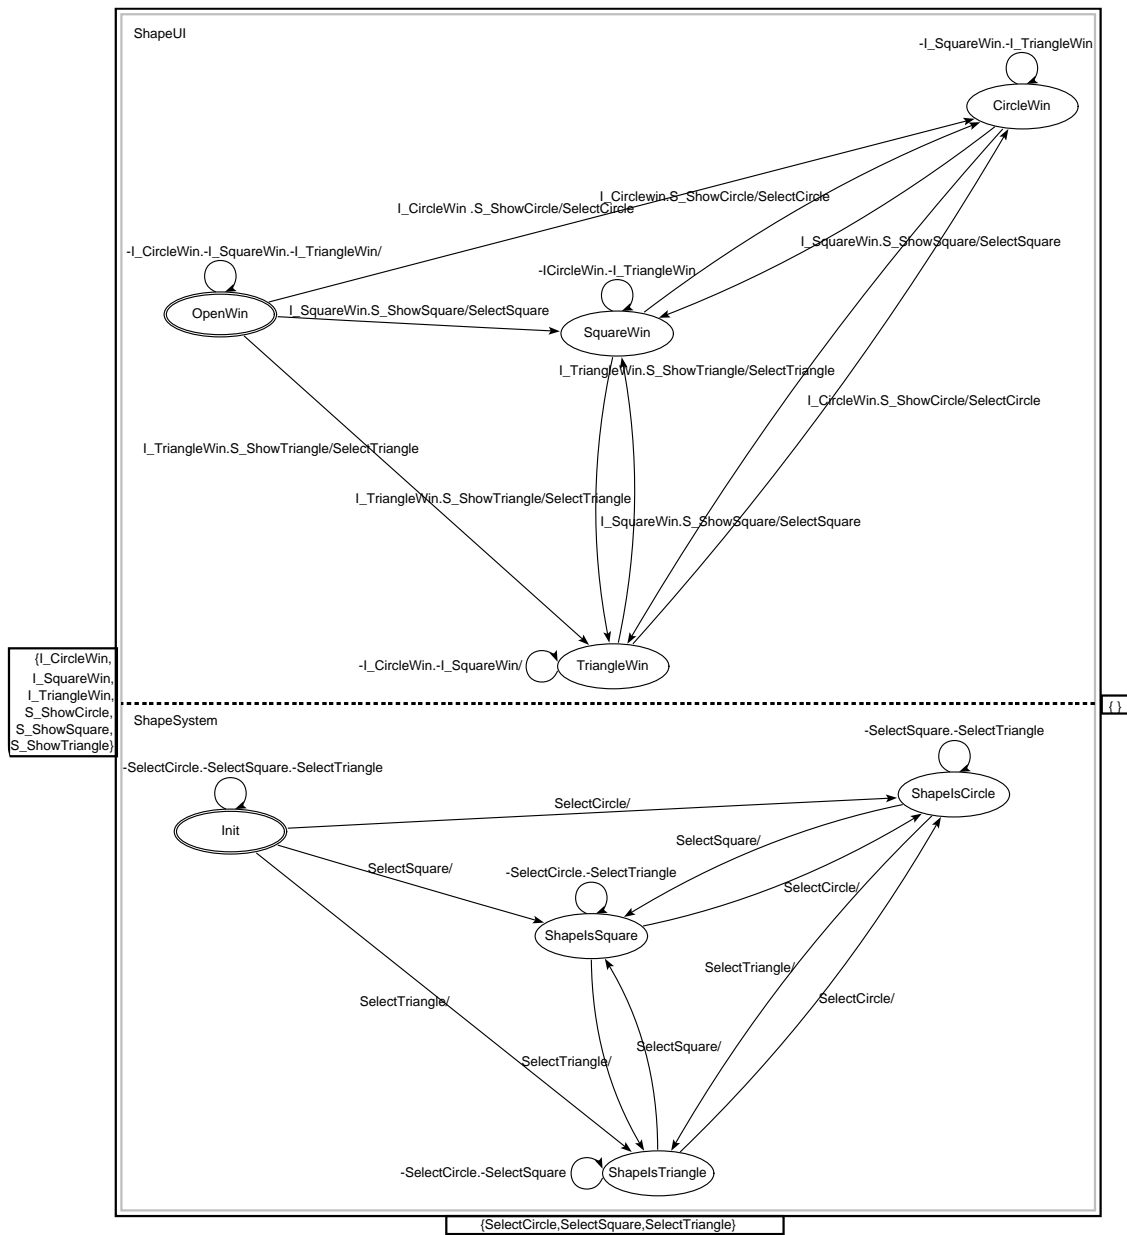 ShapeUI
-I_SquareWin.-I_TriangleWin
CircleWin
I_Circlewin.S_ShowCircle/SelectCircle
I_CircleWin .S_ShowCircle/SelectCircle
I_SquareWin.S_ShowSquare/SelectSquare
-I_CircleWin.-I_SquareWin.-I_TriangleWin/
-ICircleWin.-I_TriangleWin
OpenWin
I_SquareWin.S_ShowSquare/SelectSquare
SquareWin
I_TriangleWin.S_ShowTriangle/SelectTriangle
I_CircleWin.S_ShowCircle/SelectCircle
I_TriangleWin.S_ShowTriangle/SelectTriangle
I_TriangleWin.S_ShowTriangle/SelectTriangle
I_SquareWin.S_ShowSquare/SelectSquare
-I_CircleWin.-I_SquareWin/
TriangleWin
{I_CircleWin,
I_SquareWin,
I_TriangleWin,
S_ShowCircle,
S_ShowSquare,
S_ShowTriangle}
{ }
ShapeSystem
-SelectSquare.-SelectTriangle
-SelectCircle.-SelectSquare.-SelectTriangle
ShapeIsCircle
SelectCircle/
Init
SelectSquare/
SelectSquare/
-SelectCircle.-SelectTriangle
SelectCircle/
ShapeIsSquare
SelectTriangle/
SelectTriangle/
SelectCircle/
SelectSquare/
SelectTriangle/
-SelectCircle.-SelectSquare
ShapeIsTriangle
{SelectCircle,SelectSquare,SelectTriangle}